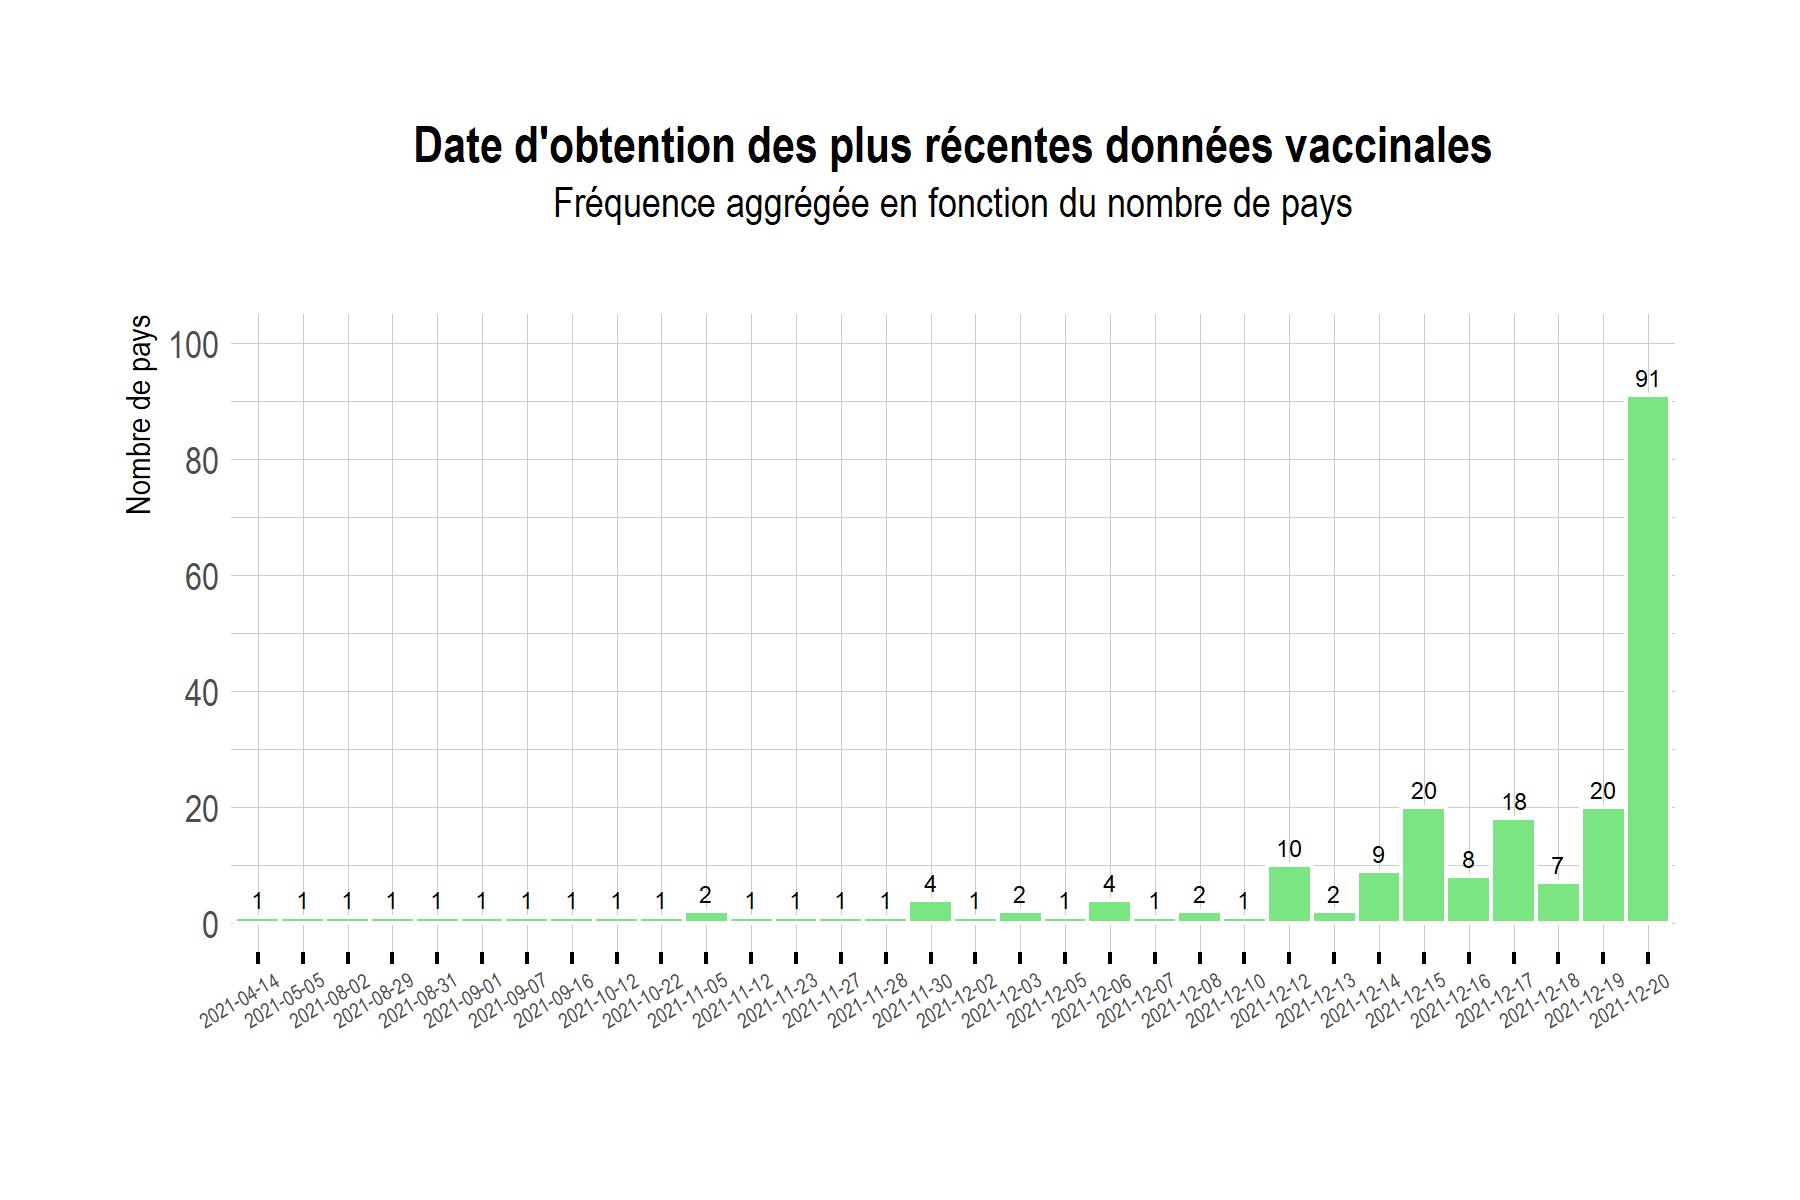 Date d'obtention des plus récentes données vaccinales
Fréquence aggrégée en fonction du nombre de pays
Nombre de pays
100
80
60
40
20
0
1 1 1 1 1 1 1 1 1 1 2 1 1 1 1 4 1 2 1 4 1 2 1 10 2 9 20 8 18 7 20 91
2021-04-14 2021-05-05 2021-08-02 2021-08-29 2021-08-31 2021-09-01 2021-09-07 2021-09-16 2021-10-12 2021-10-22 2021-11-05 2021-11-12 2021-11-23 2021-11-27 2021-11-28 2021-11-30 2021-12-02 2021-12-03 2021-12-05 2021-12-06 2021-12-07 2021-12-08 2021-12-10 2021-12-12 2021-12-13 2021-12-14 2021-12-15 2021-12-16 2021-12-17 2021-12-18 2021-12-19 2021-12-20